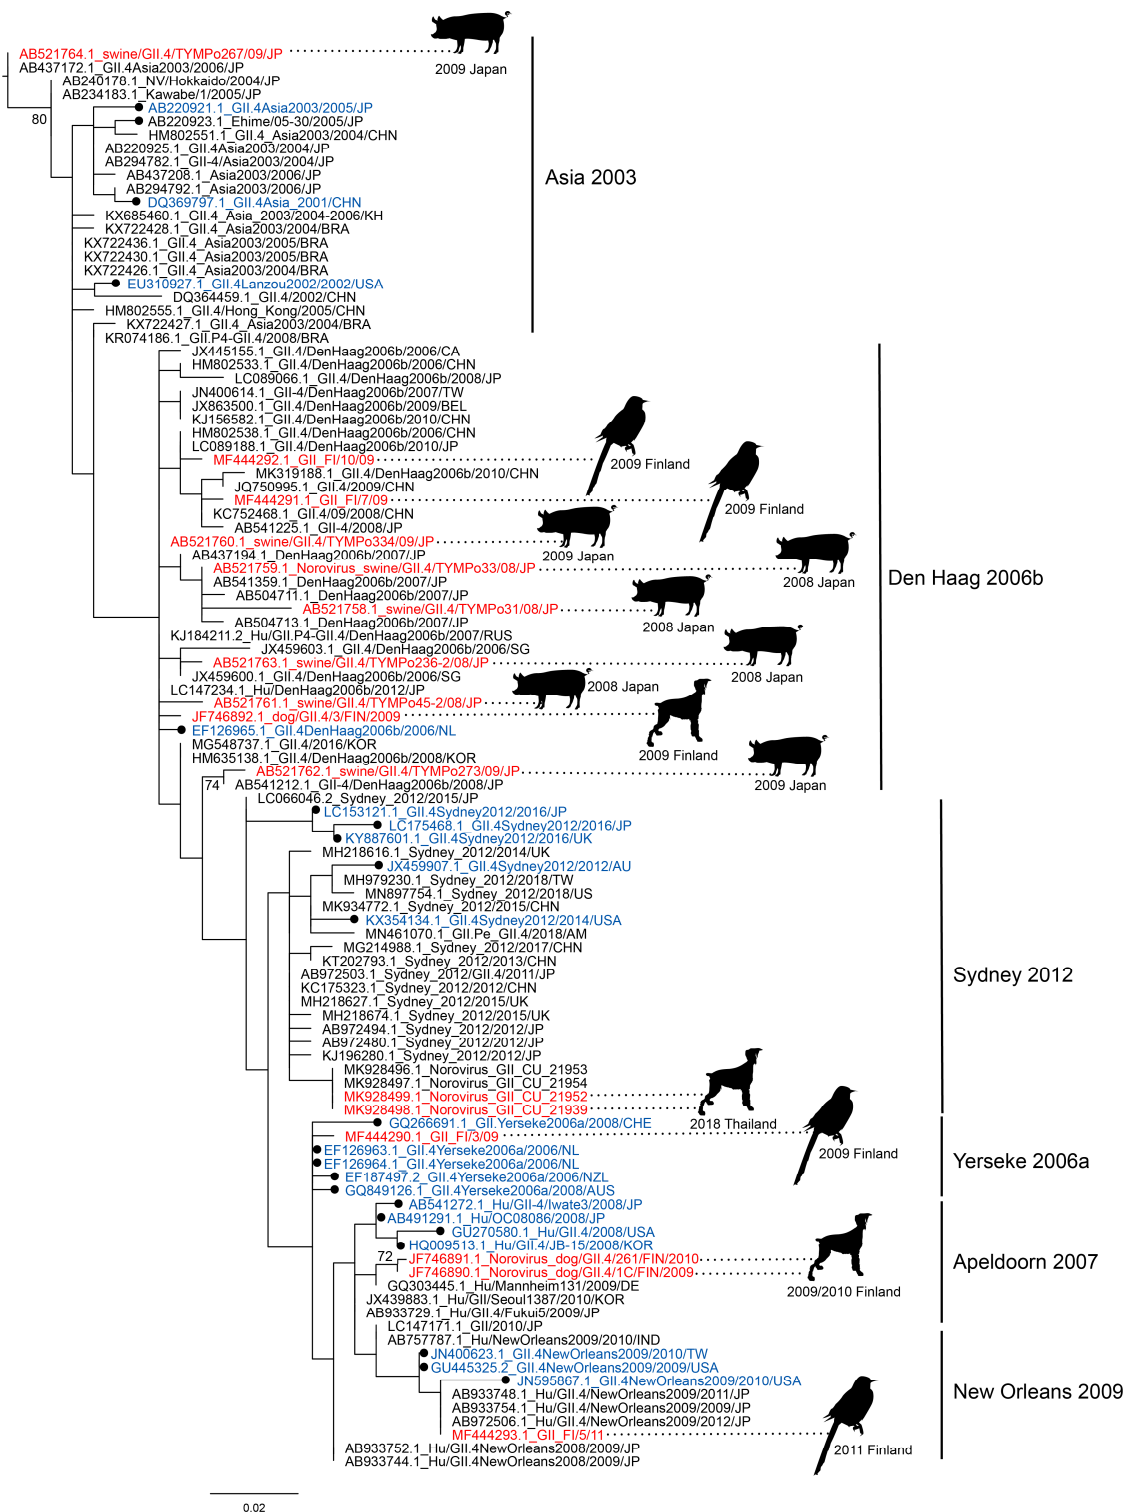 AB521764.1_swine/GII.4/TYMPo267/09/JP
2009 Japan
AB437172.1_GII.4Asia2003/2006/JP
AB240178.1_NV/Hokkaido/2004/JP
AB234183.1_Kawabe/1/2005/JP
80
AB220921.1_GII.4Asia2003/2005/JP
AB220923.1_Ehime/05-30/2005/JP
HM802551.1_GII.4_Asia2003/2004/CHN
AB220925.1_GII.4Asia2003/2004/JP
AB294782.1_GII-4/Asia2003/2004/JP
AB437208.1_Asia2003/2006/JP
Asia 2003
AB294792.1_Asia2003/2006/JP
DQ369797.1_GII.4Asia_2001/CHN
KX685460.1_GII.4_Asia_2003/2004-2006/KH
KX722428.1_GII.4_Asia2003/2004/BRA
KX722436.1_GII.4_Asia2003/2005/BRA
KX722430.1_GII.4_Asia2003/2005/BRA
KX722426.1_GII.4_Asia2003/2004/BRA
EU310927.1_GII.4Lanzou2002/2002/USA
DQ364459.1_GII.4/2002/CHN
HM802555.1_GII.4/Hong_Kong/2005/CHN
KX722427.1_GII.4_Asia2003/2004/BRA
KR074186.1_GII.P4-GII.4/2008/BRA
JX445155.1_GII.4/DenHaag2006b/2006/CA
HM802533.1_GII.4/DenHaag2006b/2006/CHN
LC089066.1_GII.4/DenHaag2006b/2008/JP
JN400614.1_GII-4/DenHaag2006b/2007/TW
JX863500.1_GII.4/DenHaag2006b/2009/BEL
KJ156582.1_GII.4/DenHaag2006b/2010/CHN
HM802538.1_GII.4/DenHaag2006b/2006/CHN
LC089188.1_GII.4/DenHaag2006b/2010/JP
MF444292.1_GII_FI/10/09
2009 Finland
MK319188.1_GII.4/DenHaag2006b/2010/CHN
JQ750995.1_GII.4/2009/CHN
MF444291.1_GII_FI/7/09
2009 Finland
KC752468.1_GII.4/09/2008/CHN
AB541225.1_GII-4/2008/JP
AB521760.1_swine/GII.4/TYMPo334/09/JP
2009 Japan
AB437194.1_DenHaag2006b/2007/JP
AB521759.1_Norovirus_swine/GII.4/TYMPo33/08/JP
2008 Japan
Den Haag 2006b
AB541359.1_DenHaag2006b/2007/JP
AB504711.1_DenHaag2006b/2007/JP
AB521758.1_swine/GII.4/TYMPo31/08/JP
AB504713.1_DenHaag2006b/2007/JP
2008 Japan
KJ184211.2_Hu/GII.P4-GII.4/DenHaag2006b/2007/RUS
JX459603.1_GII.4/DenHaag2006b/2006/SG
AB521763.1_swine/GII.4/TYMPo236-2/08/JP
2008 Japan
JX459600.1_GII.4/DenHaag2006b/2006/SG
LC147234.1_Hu/DenHaag2006b/2012/JP
2008 Japan
AB521761.1_swine/GII.4/TYMPo45-2/08/JP
JF746892.1_dog/GII.4/3/FIN/2009
EF126965.1_GII.4DenHaag2006b/2006/NL
MG548737.1_GII.4/2016/KOR
2009 Finland
HM635138.1_GII.4/DenHaag2006b/2008/KOR
AB521762.1_swine/GII.4/TYMPo273/09/JP
2009 Japan
74
AB541212.1_GII-4/DenHaag2006b/2008/JP
LC066046.2_Sydney_2012/2015/JP
LC153121.1_GII.4Sydney2012/2016/JP
LC175468.1_GII.4Sydney2012/2016/JP
KY887601.1_GII.4Sydney2012/2016/UK
MH218616.1_Sydney_2012/2014/UK
JX459907.1_GII.4Sydney2012/2012/AU
MH979230.1_Sydney_2012/2018/TW
MN897754.1_Sydney_2012/2018/US
MK934772.1_Sydney_2012/2015/CHN
KX354134.1_GII.4Sydney2012/2014/USA
MN461070.1_GII.Pe_GII.4/2018/AM
MG214988.1_Sydney_2012/2017/CHN
KT202793.1_Sydney_2012/2013/CHN
AB972503.1_Sydney_2012/GII.4/2011/JP
Sydney 2012
KC175323.1_Sydney_2012/2012/CHN
MH218627.1_Sydney_2012/2015/UK
MH218674.1_Sydney_2012/2015/UK
AB972494.1_Sydney_2012/2012/JP
AB972480.1_Sydney_2012/2012/JP
KJ196280.1_Sydney_2012/2012/JP
MK928496.1_Norovirus_GII_CU_21953
MK928497.1_Norovirus_GII_CU_21954
MK928499.1_Norovirus_GII_CU_21952
MK928498.1_Norovirus_GII_CU_21939
2018 Thailand
GQ266691.1_GII.Yerseke2006a/2008/CHE
MF444290.1_GII_FI/3/09
2009 Finland
EF126963.1_GII.4Yerseke2006a/2006/NL
EF126964.1_GII.4Yerseke2006a/2006/NL
Yerseke 2006a
EF187497.2_GII.4Yerseke2006a/2006/NZL
GQ849126.1_GII.4Yerseke2006a/2008/AUS
AB541272.1_Hu/GII-4/Iwate3/2008/JP
AB491291.1_Hu/OC08086/2008/JP
GU270580.1_Hu/GII.4/2008/USA
HQ009513.1_Hu/GII.4/JB-15/2008/KOR
72
JF746891.1_Norovirus_dog/GII.4/261/FIN/2010
Apeldoorn 2007
JF746890.1_Norovirus_dog/GII.4/1C/FIN/2009
GQ303445.1_Hu/Mannheim131/2009/DE
2009/2010 Finland
JX439883.1_Hu/GII/Seoul1387/2010/KOR
AB933729.1_Hu/GII.4/Fukui5/2009/JP
LC147171.1_GII/2010/JP
AB757787.1_Hu/NewOrleans2009/2010/IND
JN400623.1_GII.4NewOrleans2009/2010/TW
GU445325.2_GII.4NewOrleans2009/2009/USA
JN595867.1_GII.4NewOrleans2009/2010/USA
New Orleans 2009
AB933748.1_Hu/GII.4/NewOrleans2009/2011/JP
AB933754.1_Hu/GII.4/NewOrleans2009/2009/JP
AB972506.1_Hu/GII.4/NewOrleans2009/2012/JP
MF444293.1_GII_FI/5/11
2011 Finland
AB933752.1_Hu/GII.4NewOrleans2008/2009/JP
AB933744.1_Hu/GII.4NewOrleans2008/2009/JP
0.02